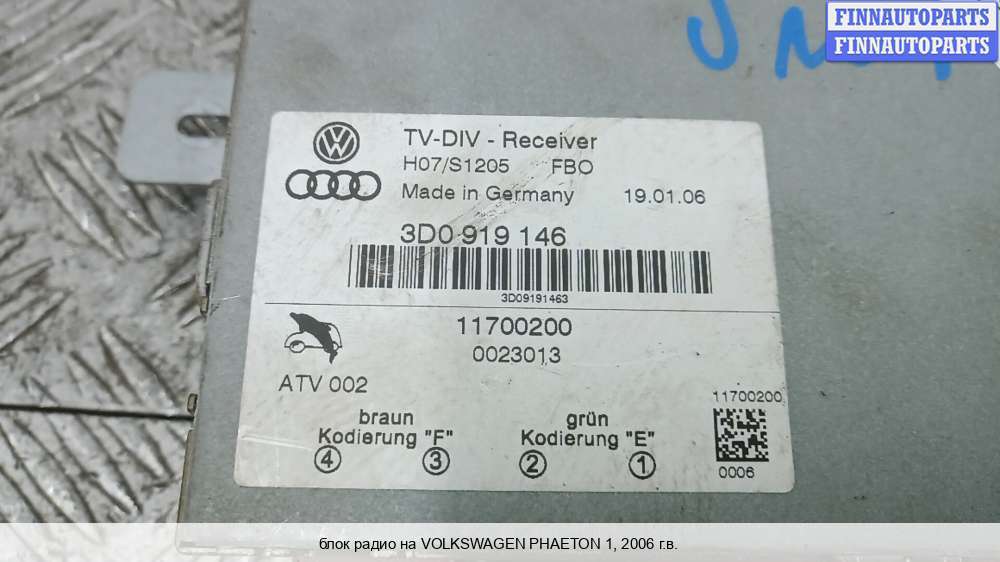 FINNAUTOPARTS
FINNAUTOPARTS
TV-DIV - Receiver
H07/S1205 FBO
Made in Germany 19.01.06
3D0 919 146
3D09191463
11700200
0023013
ATV 002
braun grün
Kodierung "F" Kodierung "E"
4 3 2 1
11700200
0006
блок радио на VOLKSWAGEN PHAETON 1, 2006 г.в.